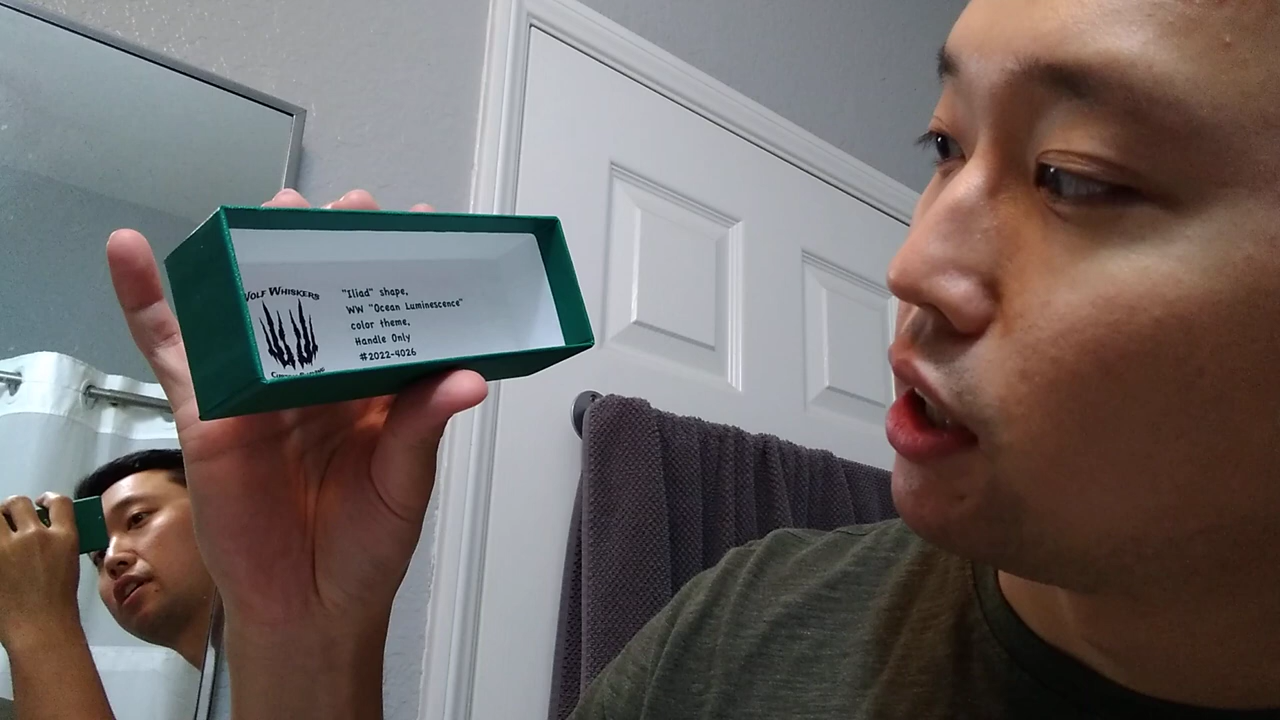 WOLF WHISKERS
"Iliad" shape,
WW "Ocean Luminescence"
color theme,
Handle Only
#2022-4026